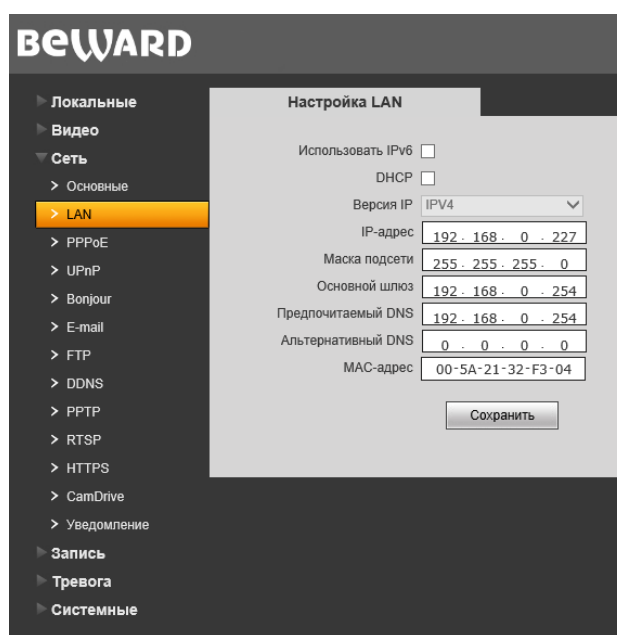 BEWARD
Локальные
Видео
Сеть
Основные
LAN
PPPoE
UPnP
Bonjour
E-mail
FTP
DDNS
PPTP
RTSP
HTTPS
CamDrive
Уведомление
Запись
Тревога
Системные
Настройка LAN
Использовать IPv6
DHCP
Версия IP IPV4
IP-адрес 192 . 168 . 0 . 227
Маска подсети 255 . 255 . 255 . 0
Основной шлюз 192 . 168 . 0 . 254
Предпочитаемый DNS 192 . 168 . 0 . 254
Альтернативный DNS 0 . 0 . 0 . 0
MAC-адрес 00-5A-21-32-F3-04
Сохранить